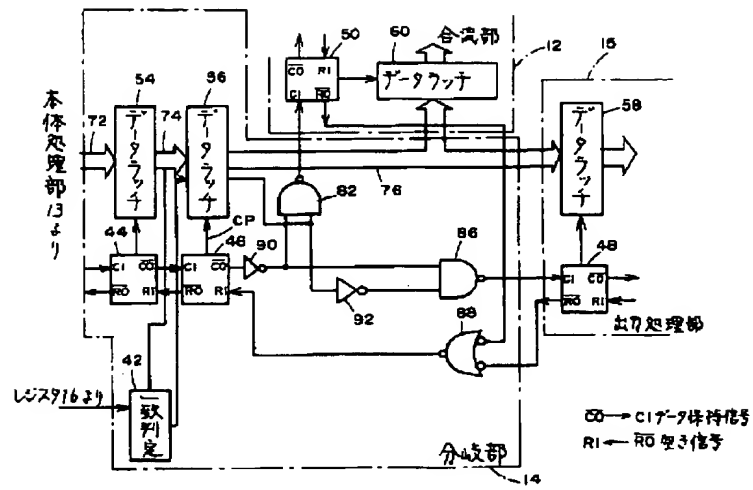 50
60
合流部
12
15
CO
RI
CI
RO
データラッチ
54
56
本体処理部13より
72
データラッチ
74
データラッチ
58
データラッチ
76
82
CP
44
46
90
86
48
CI
CO
RO
RI
CI
CO
RO
RI
92
88
CI
CO
RO
RI
出力処理部
42
レジスタ16より
一致判定
CO→CI データ保持信号
RI←RO 空き信号
分岐部
14